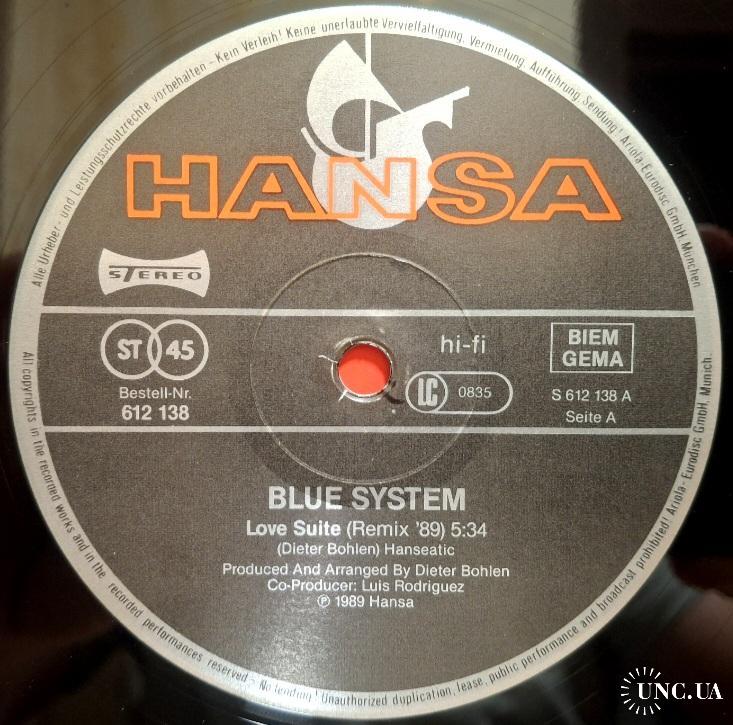 Alle Urheber- und Leistungsschutzrechte vorbehalten - Kein Verleih! Keine unerlaubte Vervielfältigung, Vermietung, Aufführung, Sendung! Ariola-Eurodisc GmbH, München
HANSA
STEREO
ST 45
hi-fi
BIEM
GEMA
Bestell-Nr.
612 138
LC 0835
S 612 138 A
Seite A
BLUE SYSTEM
Love Suite (Remix '89) 5:34
(Dieter Bohlen) Hanseatic
Produced And Arranged By Dieter Bohlen
Co-Producer: Luis Rodriguez
℗ 1989 Hansa
All copyrights in the recorded works and in the recorded performances reserved - No lending! Unauthorized duplication, lease, public performance and broadcast prohibited! Ariola-Eurodisc GmbH, Munich.
UNC.UA